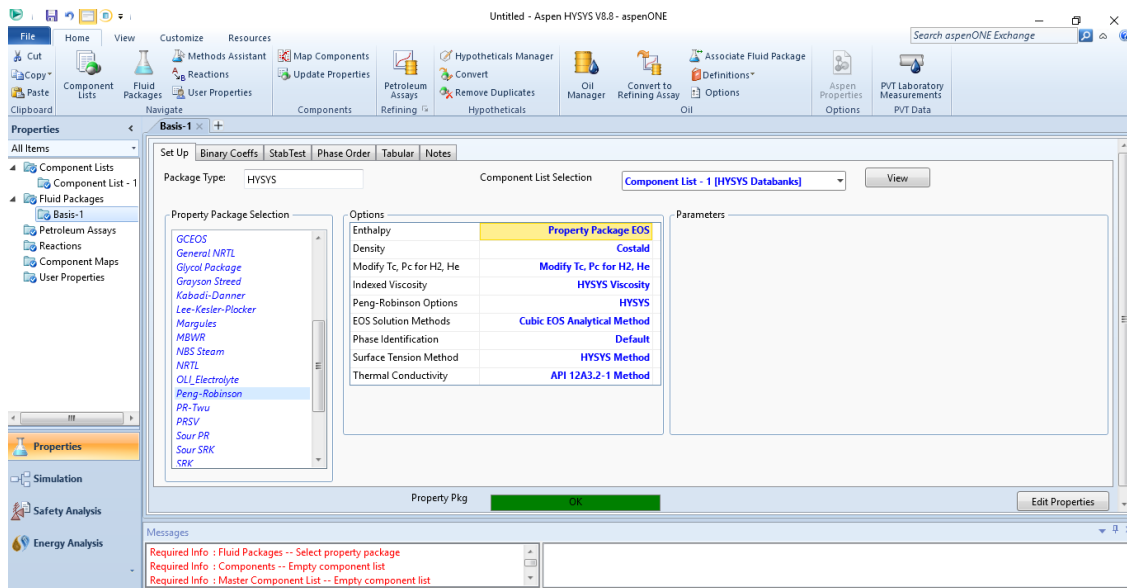 Untitled - Aspen HYSYS V8.8 - aspenONE
File Home View Customize Resources Search aspenONE Exchange
Cut
Copy
Paste
Clipboard
Component Lists
Fluid Packages
Methods Assistant
Reactions
User Properties
Navigate
Map Components
Update Properties
Components
Petroleum Assays
Refining
Hypotheticals Manager
Convert
Remove Duplicates
Hypotheticals
Oil Manager
Convert to Refining Assay
Associate Fluid Package
Definitions
Options
Oil
Aspen Properties
Options
PVT Laboratory Measurements
PVT Data
Properties
All Items
Component Lists
Component List - 1
Fluid Packages
Basis-1
Petroleum Assays
Reactions
Component Maps
User Properties
Properties
Simulation
Safety Analysis
Energy Analysis
Basis-1
Set Up Binary Coeffs StabTest Phase Order Tabular Notes
Package Type: HYSYS Component List Selection Component List - 1 [HYSYS Databanks] View
Property Package Selection
GCEOS
General NRTL
Glycol Package
Grayson Streed
Kabadi-Danner
Lee-Kesler-Plocker
Margules
MBWR
NBS Steam
NRTL
OLI_Electrolyte
Peng-Robinson
PR-Twu
PRSV
Sour PR
Sour SRK
SRK
Options
Enthalpy Property Package EOS
Density Costald
Modify Tc, Pc for H2, He Modify Tc, Pc for H2, He
Indexed Viscosity HYSYS Viscosity
Peng-Robinson Options HYSYS
EOS Solution Methods Cubic EOS Analytical Method
Phase Identification Default
Surface Tension Method HYSYS Method
Thermal Conductivity API 12A3.2-1 Method
Parameters
Property Pkg OK Edit Properties
Messages
Required Info : Fluid Packages -- Select property package
Required Info : Components -- Empty component list
Required Info : Master Component List -- Empty component list